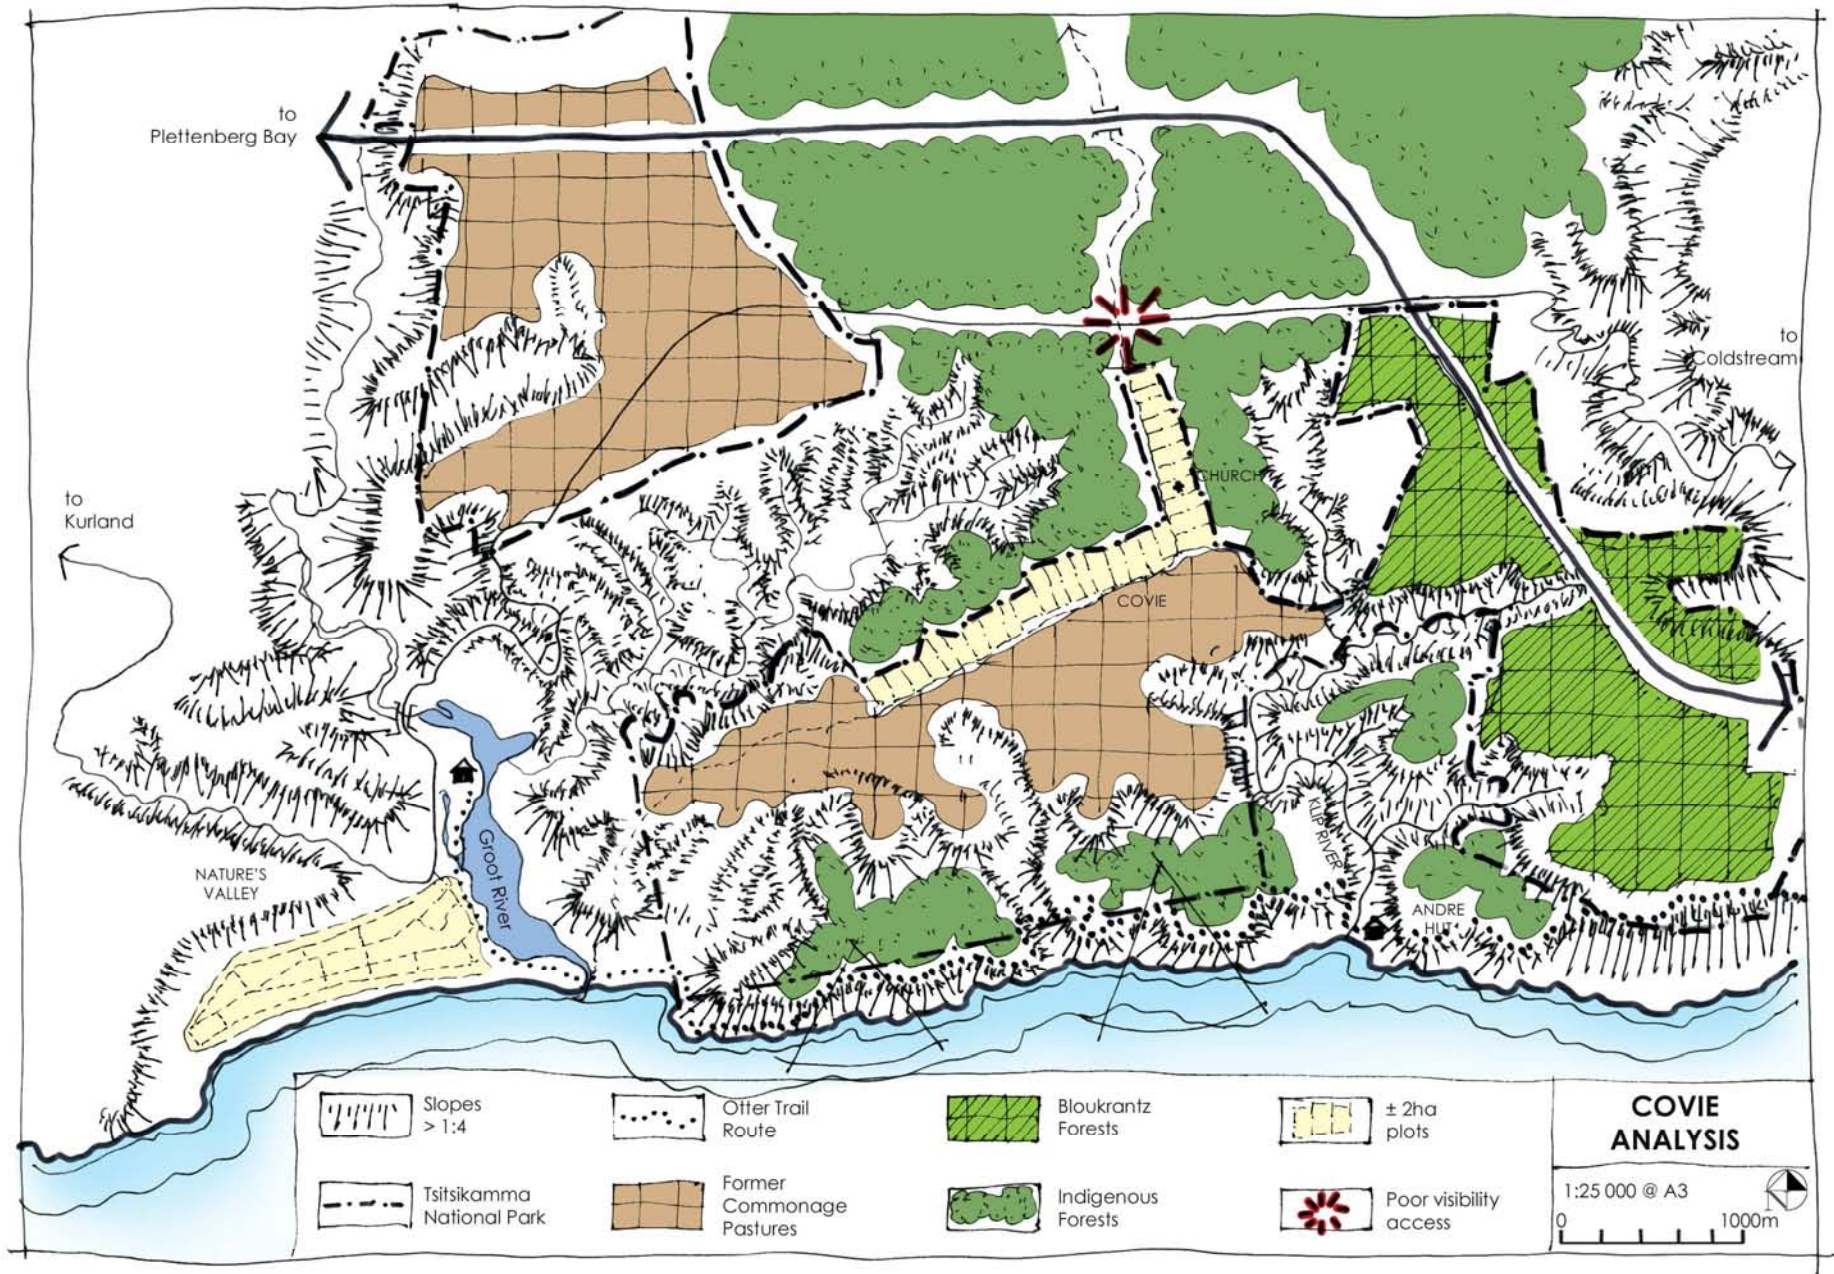 to
Plettenberg Bay
to
Coldstream
to
Kurland
CHURCH
COVIE
Groot River
KLIP RIVER
NATURE'S
VALLEY
ANDRE
HUT
Slopes
> 1:4
Otter Trail
Route
Bloukrantz
Forests
± 2ha
plots
Tsitsikamma
National Park
Former
Commonage
Pastures
Indigenous
Forests
Poor visibility
access
COVIE
ANALYSIS
1:25 000 @ A3
0 1000m